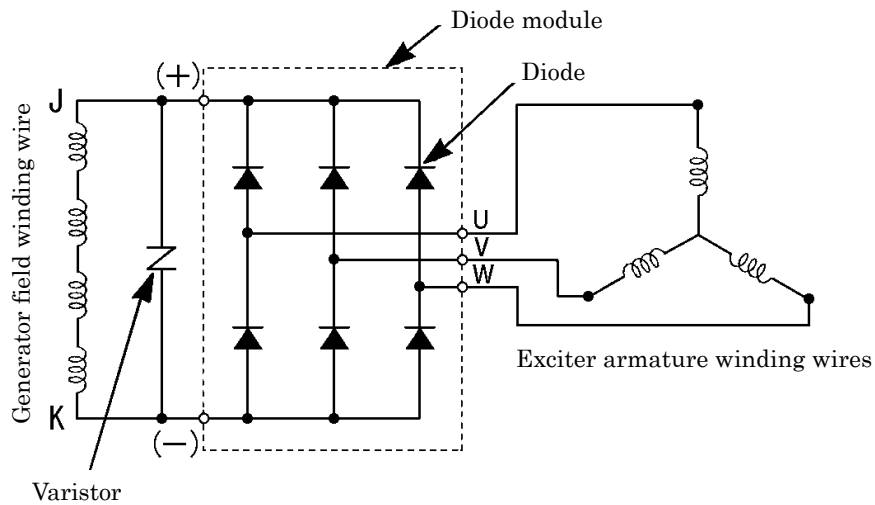 Diode module
Diode
(+)
J
Generator field winding wire
U
V
W
Exciter armature winding wires
K
(−)
Varistor